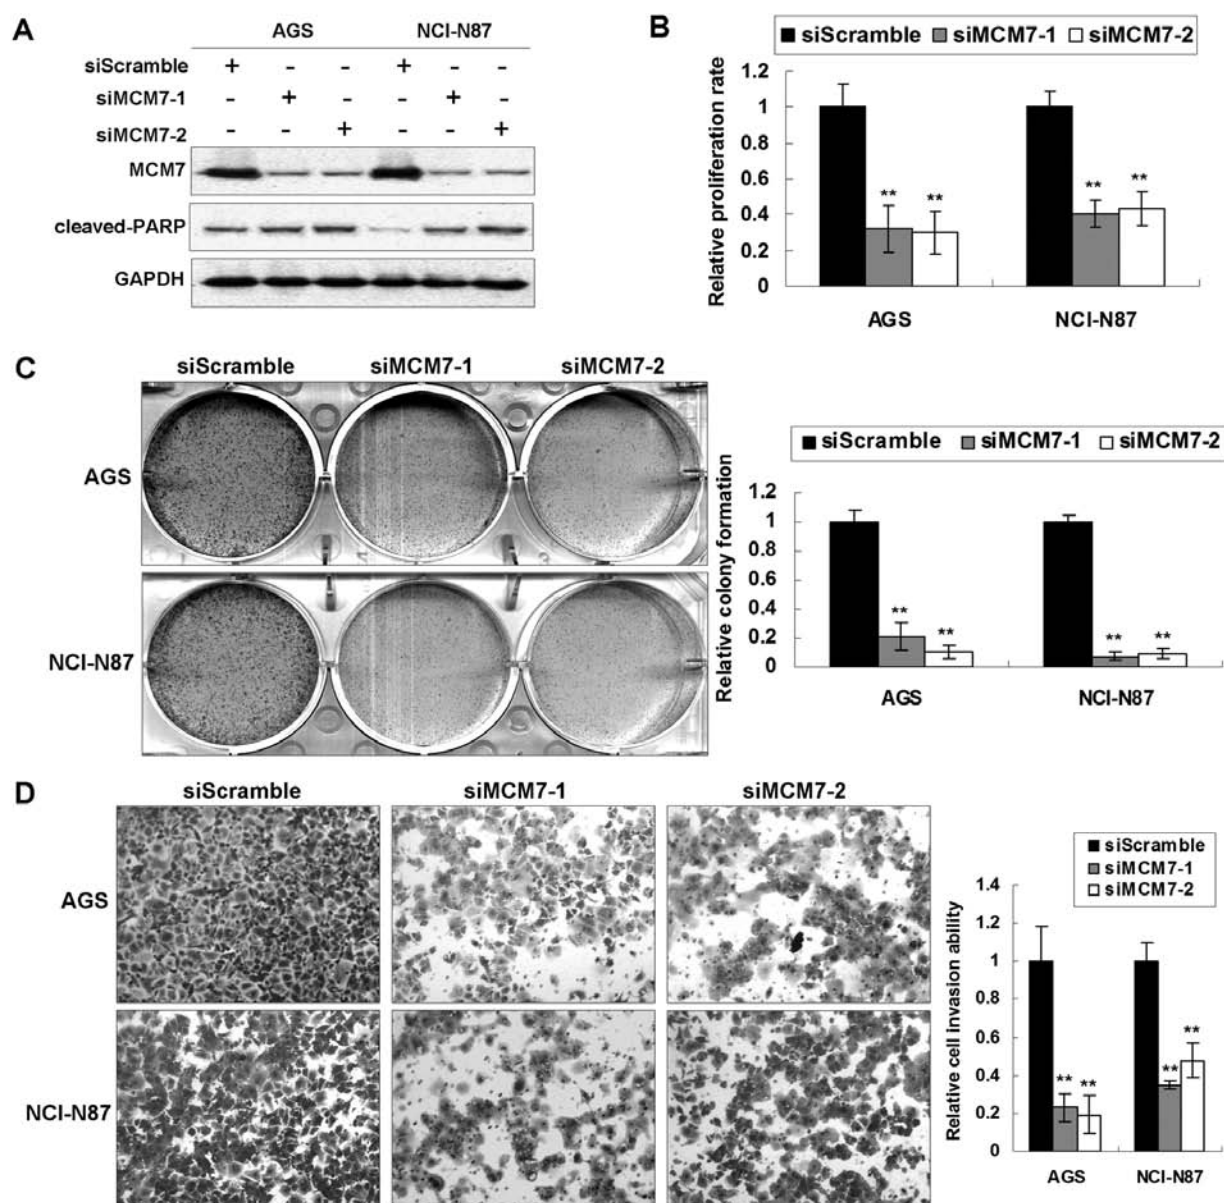 A
AGS NCI-N87
siScramble + - - + - -
siMCM7-1 - + - - + -
siMCM7-2 - - + - - +
MCM7
cleaved-PARP
GAPDH
B
siScramble siMCM7-1 siMCM7-2
Relative proliferation rate
1.2
1
0.8
0.6
0.4
0.2
0
** ** ** **
AGS NCI-N87
C
siScramble siMCM7-1 siMCM7-2
AGS
NCI-N87
siScramble siMCM7-1 siMCM7-2
Relative colony formation
1.2
1
0.8
0.6
0.4
0.2
0
** ** ** **
AGS NCI-N87
D
siScramble siMCM7-1 siMCM7-2
AGS
NCI-N87
siScramble
siMCM7-1
siMCM7-2
Relative cell invasion ability
1.4
1.2
1
0.8
0.6
0.4
0.2
0
** ** ** **
AGS NCI-N87